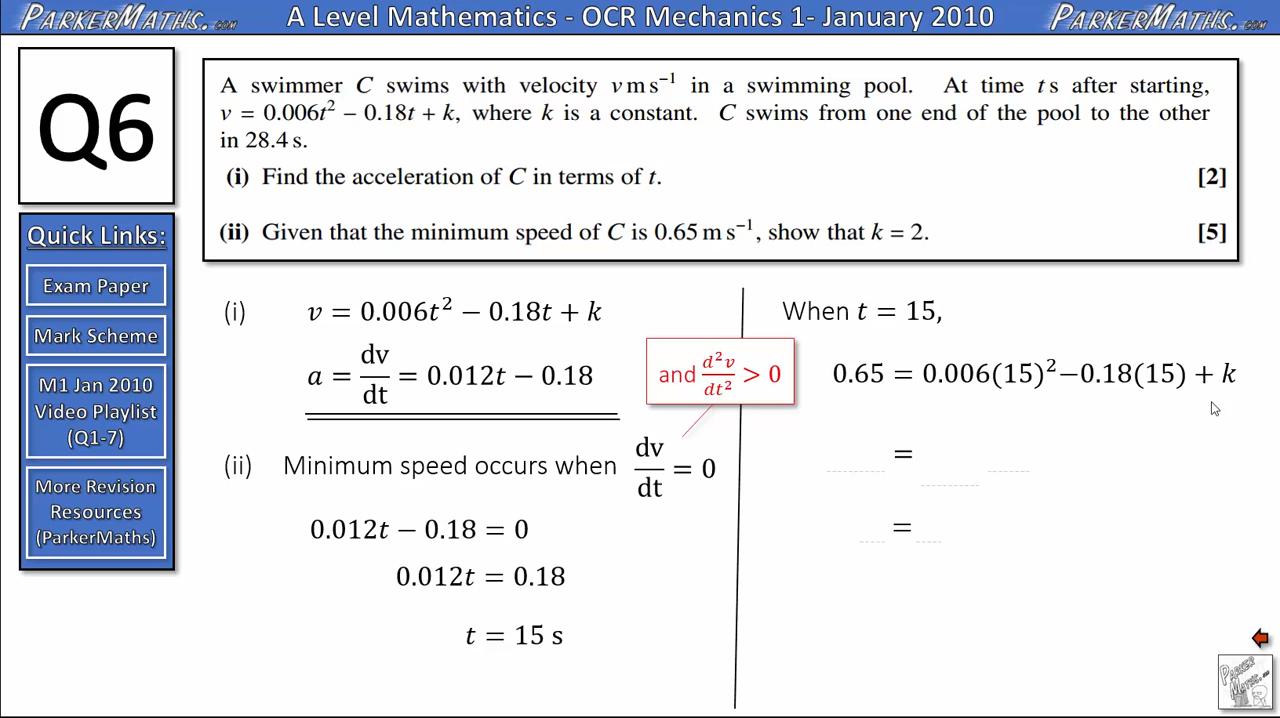 PARKERMATHS.COM
A Level Mathematics - OCR Mechanics 1- January 2010
PARKERMATHS.COM
Q6
A swimmer C swims with velocity v m s⁻¹ in a swimming pool. At time t s after starting,
v = 0.006t² − 0.18t + k, where k is a constant. C swims from one end of the pool to the other
in 28.4 s.
(i) Find the acceleration of C in terms of t. [2]
(ii) Given that the minimum speed of C is 0.65 m s⁻¹, show that k = 2. [5]
Quick Links:
Exam Paper
Mark Scheme
M1 Jan 2010
Video Playlist
(Q1-7)
More Revision
Resources
(ParkerMaths)
(i) v = 0.006t² − 0.18t + k
a = dv/dt = 0.012t − 0.18
and d²v/dt² > 0
(ii) Minimum speed occurs when dv/dt = 0
0.012t − 0.18 = 0
0.012t = 0.18
t = 15 s
When t = 15,
0.65 = 0.006(15)²−0.18(15) + k
=
=
PARKER
MATHS.COM